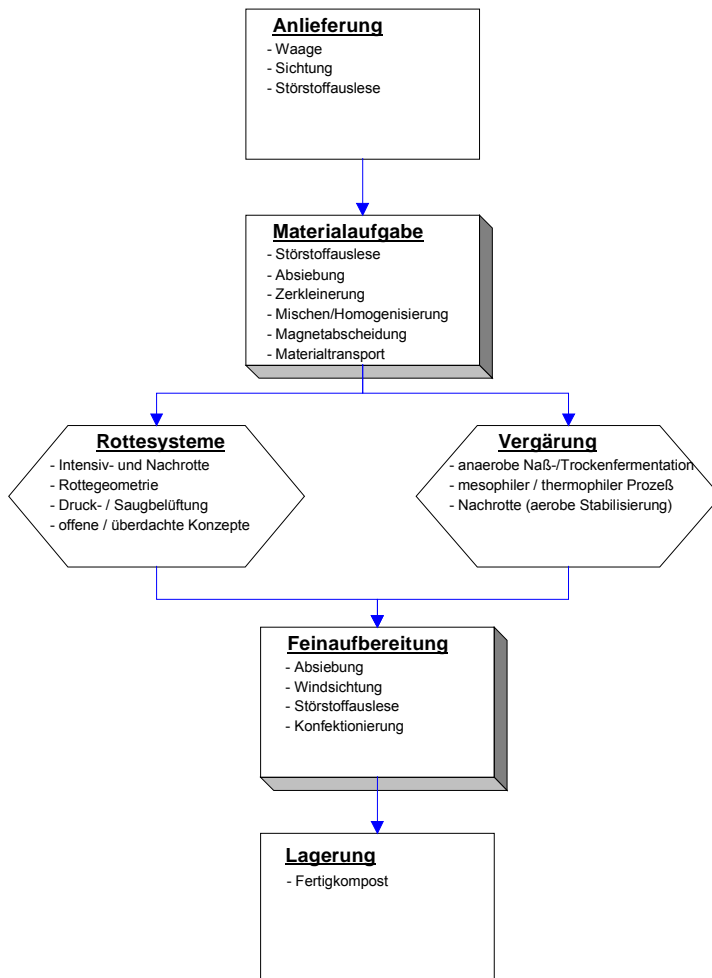 Anlieferung
- Waage
- Sichtung
- Störstoffauslese
Materialaufgabe
- Störstoffauslese
- Absiebung
- Zerkleinerung
- Mischen/Homogenisierung
- Magnetabscheidung
- Materialtransport
Rottesysteme
- Intensiv- und Nachrotte
- Rottegeometrie
- Druck- / Saugbelüftung
- offene / überdachte Konzepte
Vergärung
- anaerobe Naß-/Trockenfermentation
- mesophiler / thermophiler Prozeß
- Nachrotte (aerobe Stabilisierung)
Feinaufbereitung
- Absiebung
- Windsichtung
- Störstoffauslese
- Konfektionierung
Lagerung
- Fertigkompost